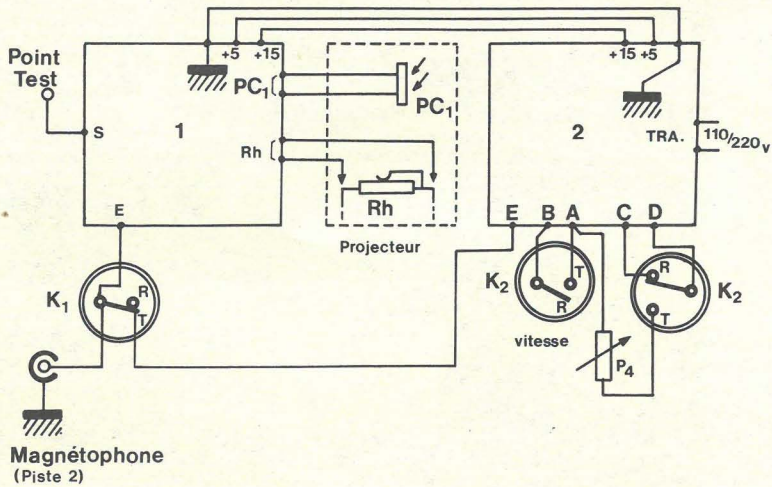 +5
+15
+15
+5
Point
Test
PC1
PC1
S
1
2
TRA.
110/220 v
Rh
Rh
E
Projecteur
E
B
A
C
D
K1
R
T
K2
T
R
R
T
K2
vitesse
P4
Magnétophone
(Piste 2)